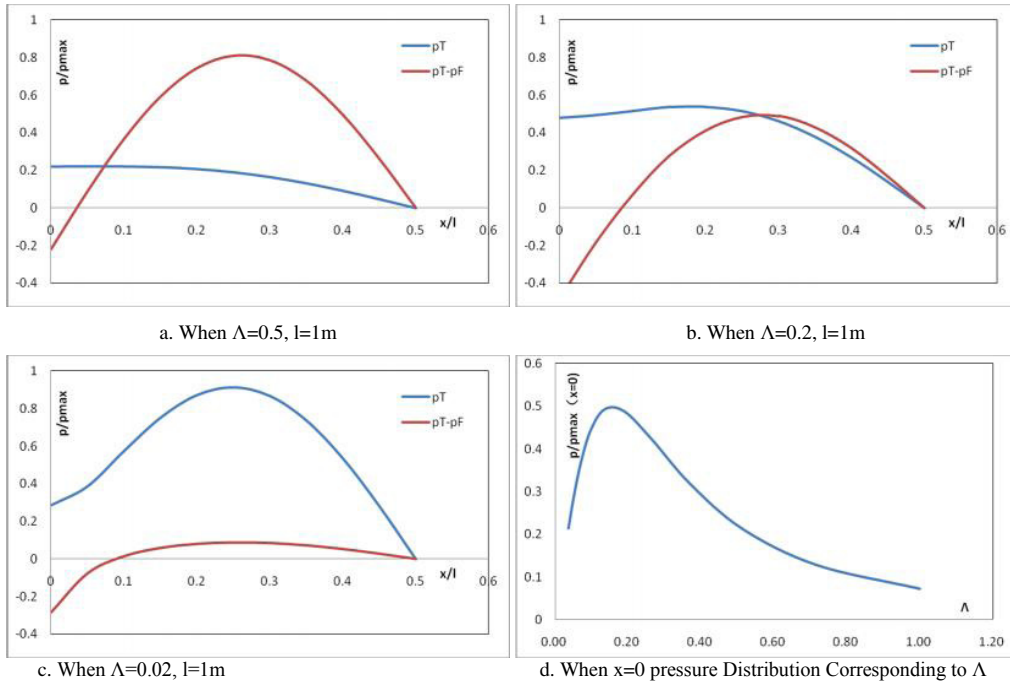 1
0.8
0.6
0.4
0.2
0
-0.2
-0.4
p/pmax
pT
pT-pF
0 0.1 0.2 0.3 0.4 0.5 0.6
x/l
a. When Λ=0.5, l=1m
1
0.8
0.6
0.4
0.2
0
-0.2
-0.4
p/pmax
pT
pT-pF
0 0.1 0.2 0.3 0.4 0.5 0.6
x/l
b. When Λ=0.2, l=1m
1
0.8
0.6
0.4
0.2
0
-0.2
-0.4
p/pmax
pT
pT-pF
0 0.1 0.2 0.3 0.4 0.5 0.6
x/l
c. When Λ=0.02, l=1m
0.6
0.5
0.4
0.3
0.2
0.1
0
p/pmax（x=0)
Λ
0.00 0.20 0.40 0.60 0.80 1.00 1.20
d. When x=0 pressure Distribution Corresponding to Λ